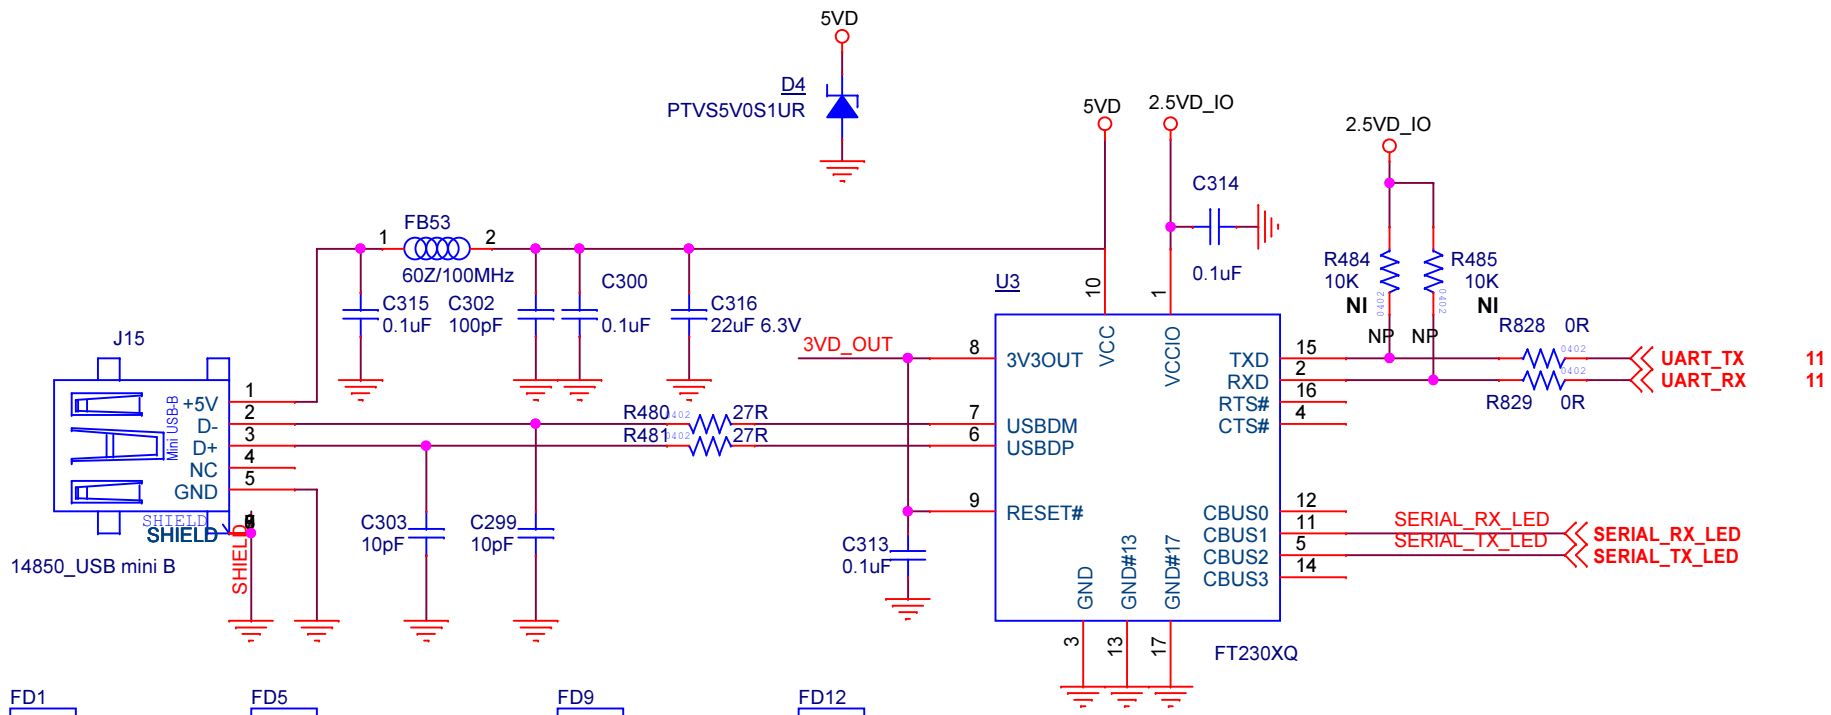 5VD
D4
PTVS5V0S1UR
5VD
2.5VD_IO
2.5VD_IO
C314
0.1uF
FB53
1
2
60Z/100MHz
C315
0.1uF
C302
100pF
C300
0.1uF
C316
22uF 6.3V
U3
10
1
VCC
VCCIO
R484
10K
NI
0402
NP
R485
10K
NI
0402
NP
R828 0R
0402
0402
R829 0R
UART_TX 11
UART_RX 11
3VD_OUT
8
3V3OUT
7
USBDM
6
USBDP
9
RESET#
TXD
15
RXD
2
RTS#
16
CTS#
4
CBUS0
12
CBUS1
11
CBUS2
5
CBUS3
14
SERIAL_RX_LED
SERIAL_TX_LED
SERIAL_RX_LED
SERIAL_TX_LED
J15
Mini USB-B
+5V
1
D-
2
D+
3
NC
4
GND
5
SHIELD
SHIELD
SHIELD
14850_USB mini B
R480 0402 27R
R481 0402 27R
C303
10pF
C299
10pF
C313
0.1uF
GND
GND#13
GND#17
3
13
17
FT230XQ
FD1
FD5
FD9
FD12